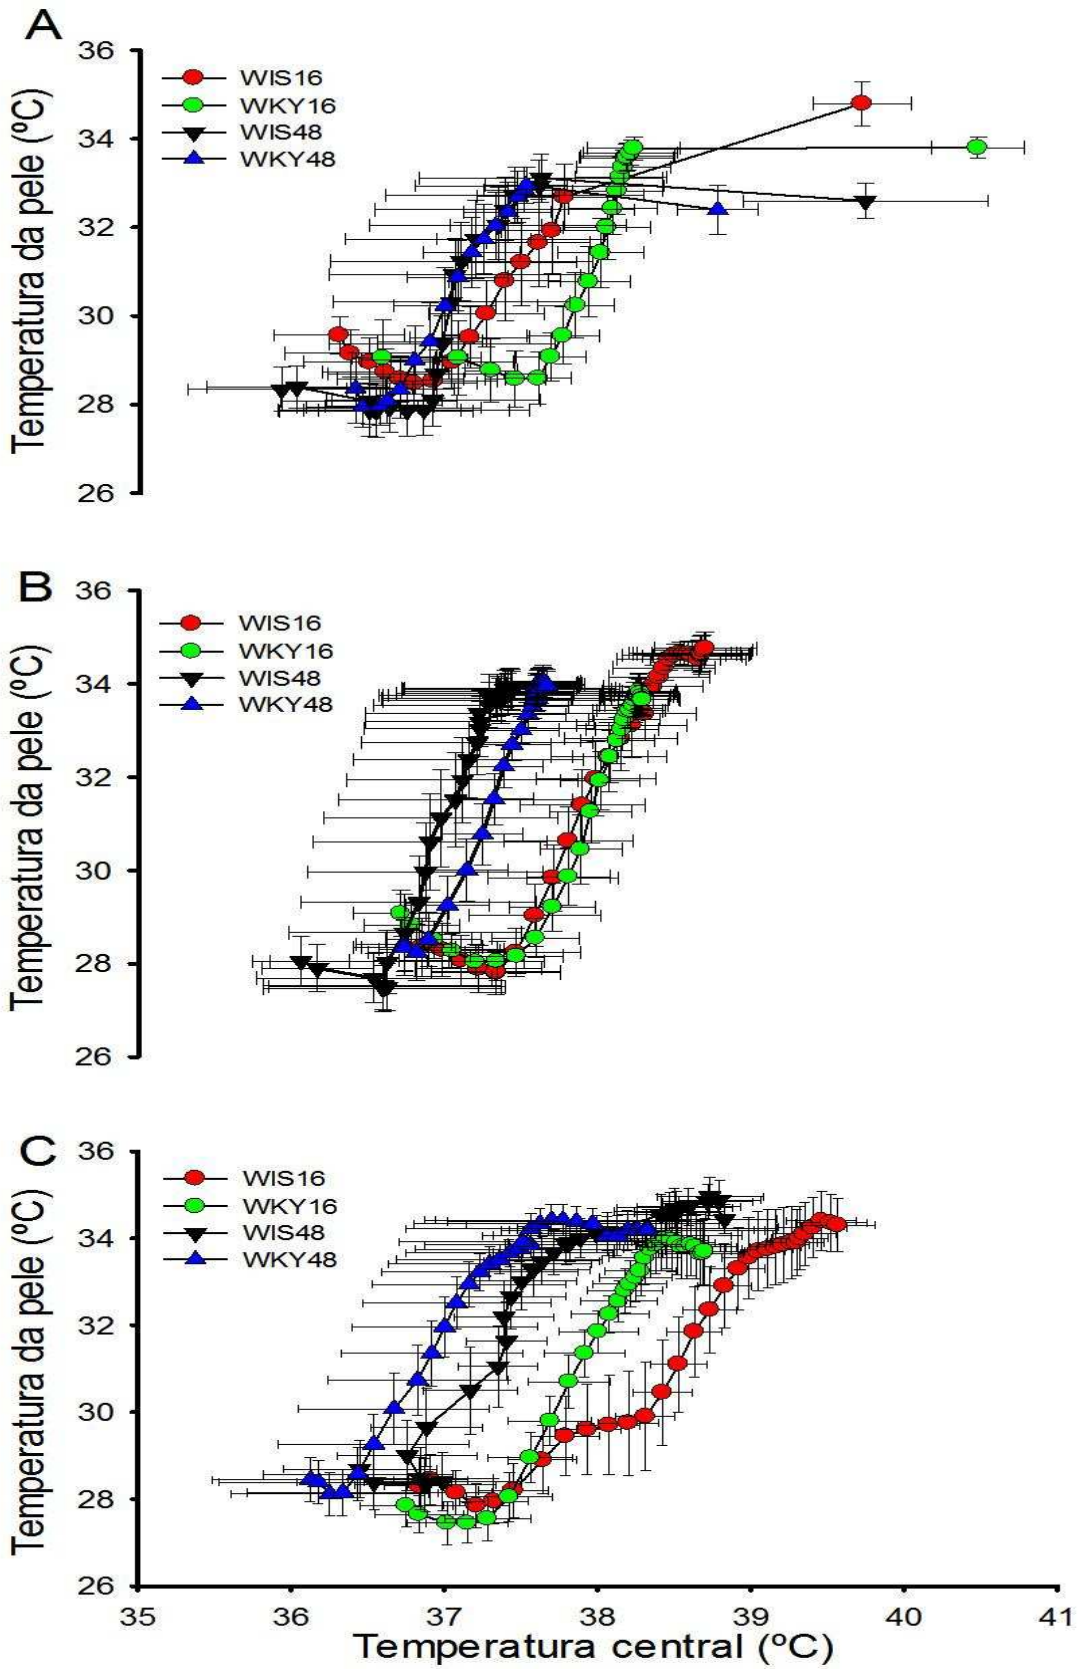 A
36
34
32
30
28
26
Temperatura da pele (ºC)
WIS16
WKY16
WIS48
WKY48
B
36
34
32
30
28
26
Temperatura da pele (ºC)
WIS16
WKY16
WIS48
WKY48
C
36
34
32
30
28
26
Temperatura da pele (ºC)
WIS16
WKY16
WIS48
WKY48
35 36 37 38 39 40 41
Temperatura central (ºC)